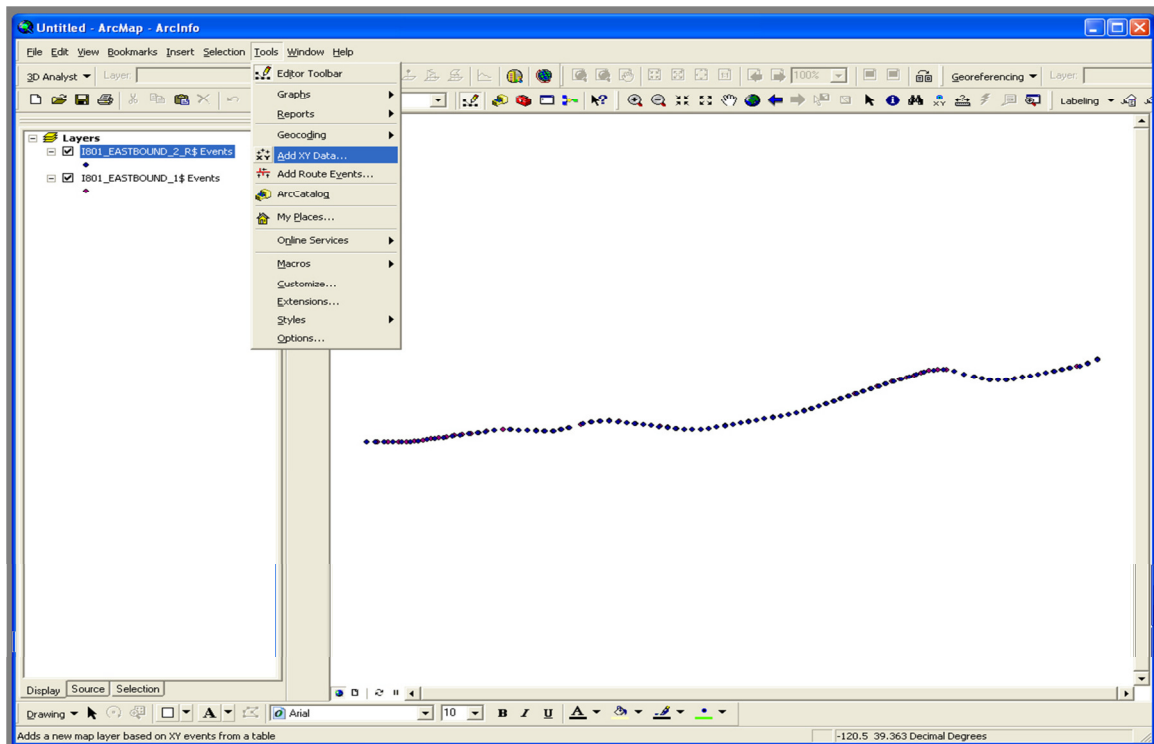 Untitled - ArcMap - ArcInfo
File Edit View Bookmarks Insert Selection Tools Window Help
3D Analyst Layer: 100% Georeferencing Layer:
Labeling
Layers
I801_EASTBOUND_2_R$ Events
I801_EASTBOUND_1$ Events
Editor Toolbar
Graphs
Reports
Geocoding
Add XY Data...
Add Route Events...
ArcCatalog
My Places...
Online Services
Macros
Customize...
Extensions...
Styles
Options...
Display Source Selection
Drawing A Arial 10 B I U A
Adds a new map layer based on XY events from a table
-120.5 39.363 Decimal Degrees